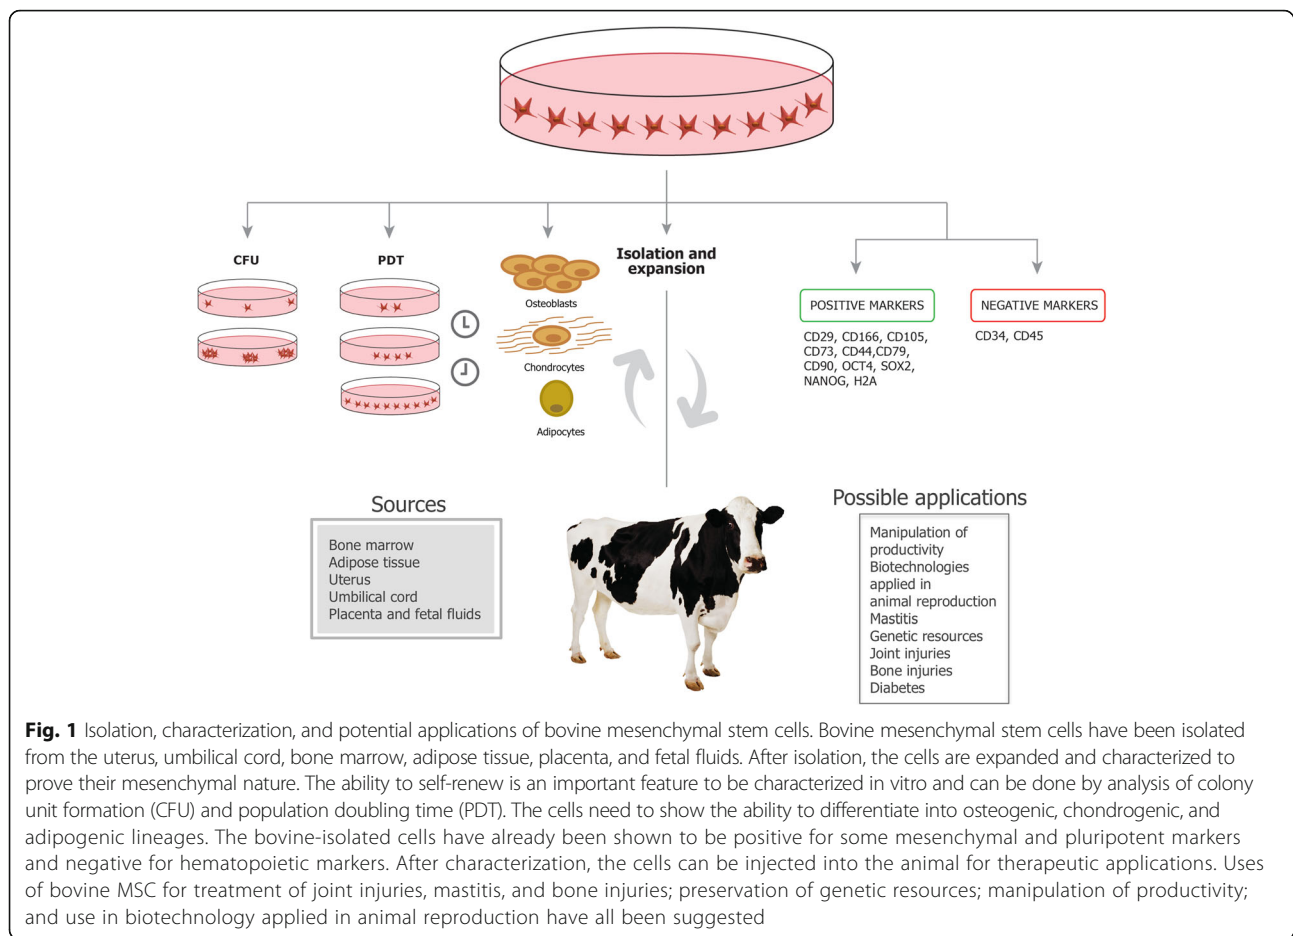 CFU
PDT
Osteoblasts
Chondrocytes
Adipocytes
Isolation and
expansion
POSITIVE MARKERS
CD29, CD166, CD105,
CD73, CD44,CD79,
CD90, OCT4, SOX2,
NANOG, H2A
NEGATIVE MARKERS
CD34, CD45
Sources
Bone marrow
Adipose tissue
Uterus
Umbilical cord
Placenta and fetal fluids
Possible applications
Manipulation of
productivity
Biotechnologies
applied in
animal reproduction
Mastitis
Genetic resources
Joint injuries
Bone injuries
Diabetes
Fig. 1 Isolation, characterization, and potential applications of bovine mesenchymal stem cells. Bovine mesenchymal stem cells have been isolated
from the uterus, umbilical cord, bone marrow, adipose tissue, placenta, and fetal fluids. After isolation, the cells are expanded and characterized to
prove their mesenchymal nature. The ability to self-renew is an important feature to be characterized in vitro and can be done by analysis of colony
unit formation (CFU) and population doubling time (PDT). The cells need to show the ability to differentiate into osteogenic, chondrogenic, and
adipogenic lineages. The bovine-isolated cells have already been shown to be positive for some mesenchymal and pluripotent markers
and negative for hematopoietic markers. After characterization, the cells can be injected into the animal for therapeutic applications. Uses
of bovine MSC for treatment of joint injuries, mastitis, and bone injuries; preservation of genetic resources; manipulation of productivity;
and use in biotechnology applied in animal reproduction have all been suggested